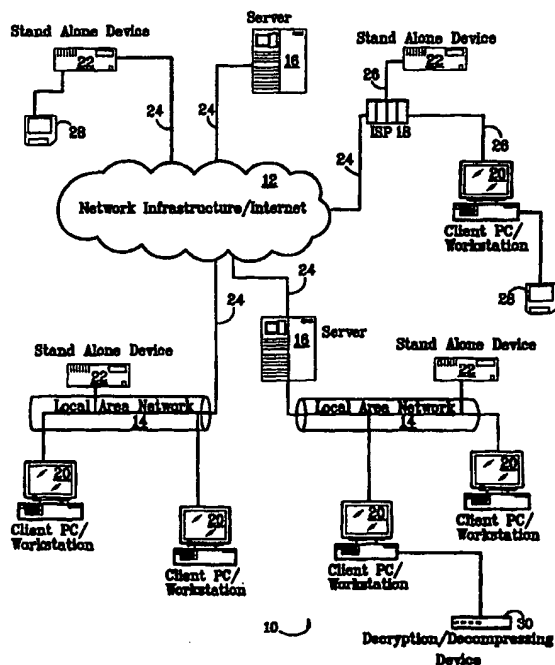 Server
Stand Alone Device
Stand Alone Device
22
16
22
26
28
24
24
ISP 18
24
26
12
20
Network Infrastructure/Internet
Client PC/
Workstation
24
24
28
Server
16
Stand Alone Device
Stand Alone Device
22
22
Local Area Network
14
Local Area Network
14
20
20
20
20
Client PC/
Workstation
Client PC/
Workstation
Client PC/
Workstation
Client PC/
Workstation
10
30
Decryption/Decompressing
Device